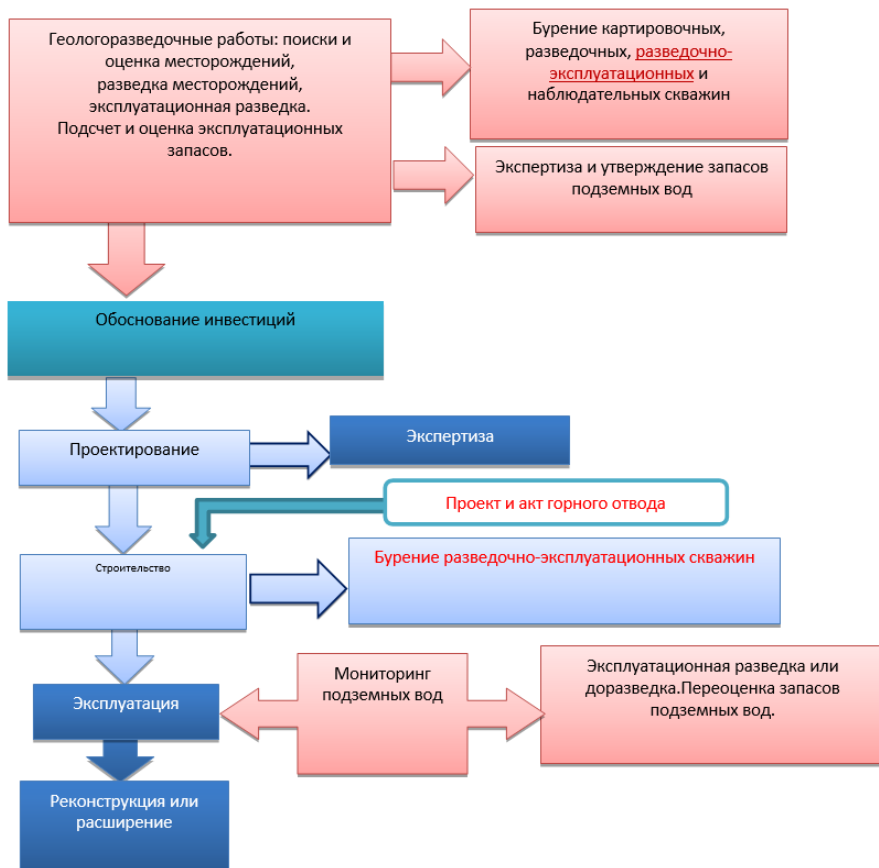 Геологоразведочные работы: поиски и
оценка месторождений,
разведка месторождений,
эксплуатационная разведка.
Подсчет и оценка эксплуатационных
запасов.
Бурение картировочных,
разведочных, разведочно-
эксплуатационных и
наблюдательных скважин
Экспертиза и утверждение запасов
подземных вод
Обоснование инвестиций
Проектирование
Экспертиза
Проект и акт горного отвода
Строительство
Бурение разведочно-эксплуатационных скважин
Эксплуатация
Мониторинг
подземных вод
Эксплуатационная разведка или
доразведка.Переоценка запасов
подземных вод.
Реконструкция или
расширение